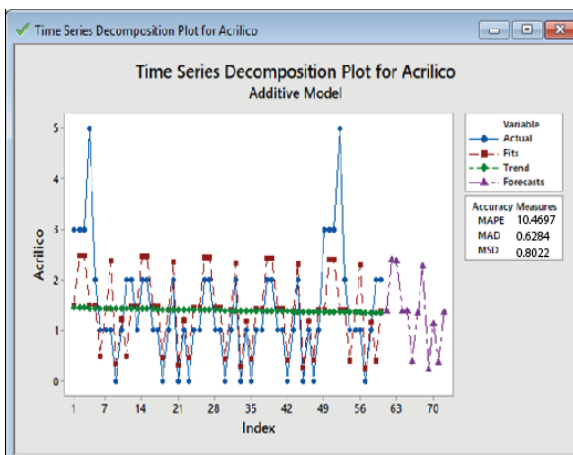 Time Series Decomposition Plot for Acrilico
Time Series Decomposition Plot for Acrilico
Additive Model
Variable
Actual
Fits
Trend
Forecasts
Accuracy Measures
MAPE 10.4697
MAD 0.6284
MSD 0.8022
Acrilico
5
4
3
2
1
0
1 7 14 21 28 35 42 49 56 63 70
Index